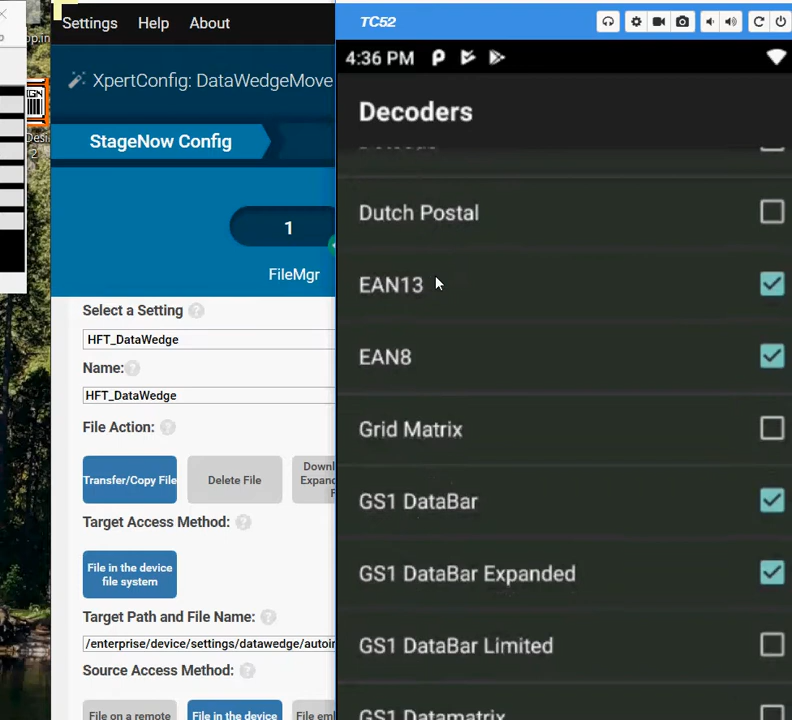 Settings Help About
XpertConfig: DataWedgeMove
StageNow Config
1
FileMgr
Select a Setting ?
HFT_DataWedge
Name: ?
HFT_DataWedge
File Action: ?
Transfer/Copy File
Delete File
Target Access Method: ?
File in the device
file system
Target Path and File Name: ?
/enterprise/device/settings/datawedge/autoir
Source Access Method: ?
File on a remote
File in the device
TC52
4:36 PM
Decoders
Dutch Postal
EAN13
EAN8
Grid Matrix
GS1 DataBar
GS1 DataBar Expanded
GS1 DataBar Limited
GS1 Datamatrix